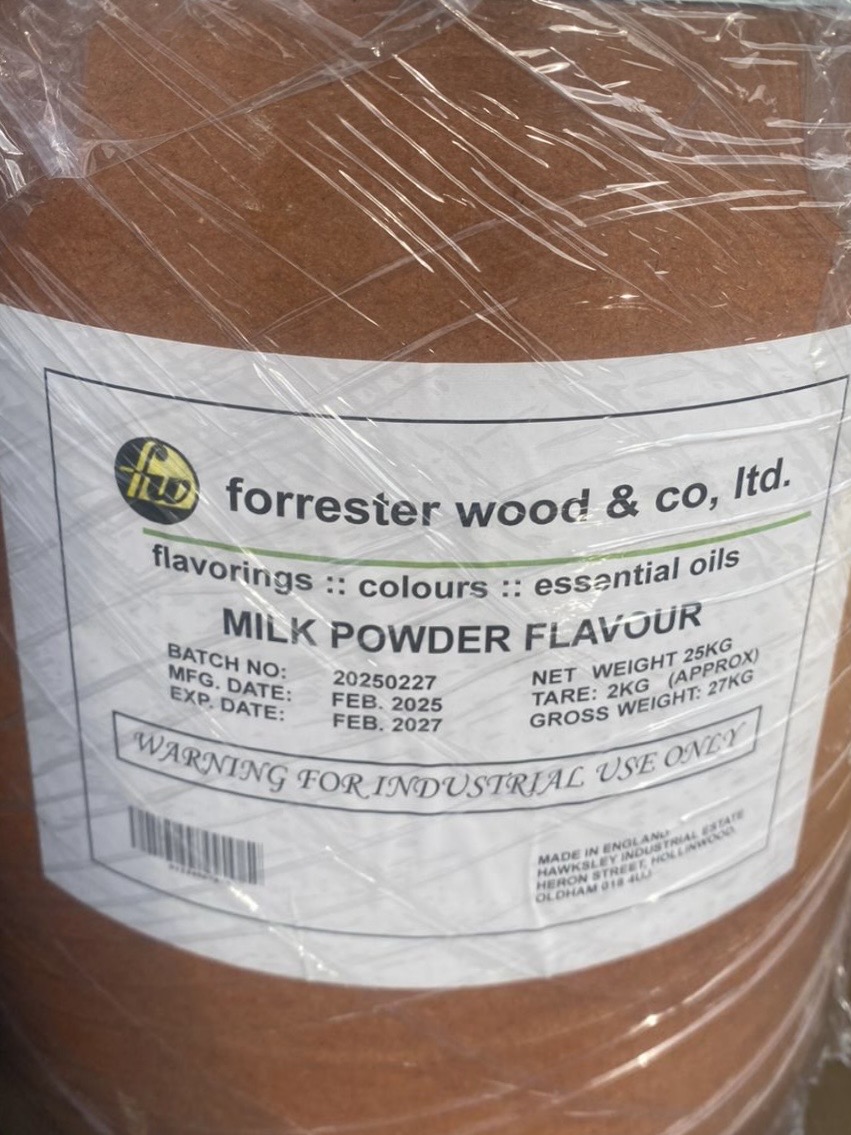 fw
forrester wood & co, ltd.
flavorings :: colours :: essential oils
MILK POWDER FLAVOUR
BATCH NO: 20250227 NET WEIGHT 25KG
MFG. DATE: FEB. 2025 TARE: 2KG (APPROX)
EXP. DATE: FEB. 2027 GROSS WEIGHT: 27KG
WARNING FOR INDUSTRIAL USE ONLY
MADE IN ENGLAND
HAWKSLEY INDUSTRIAL ESTATE
HERON STREET, HOLLINWOOD,
OLDHAM